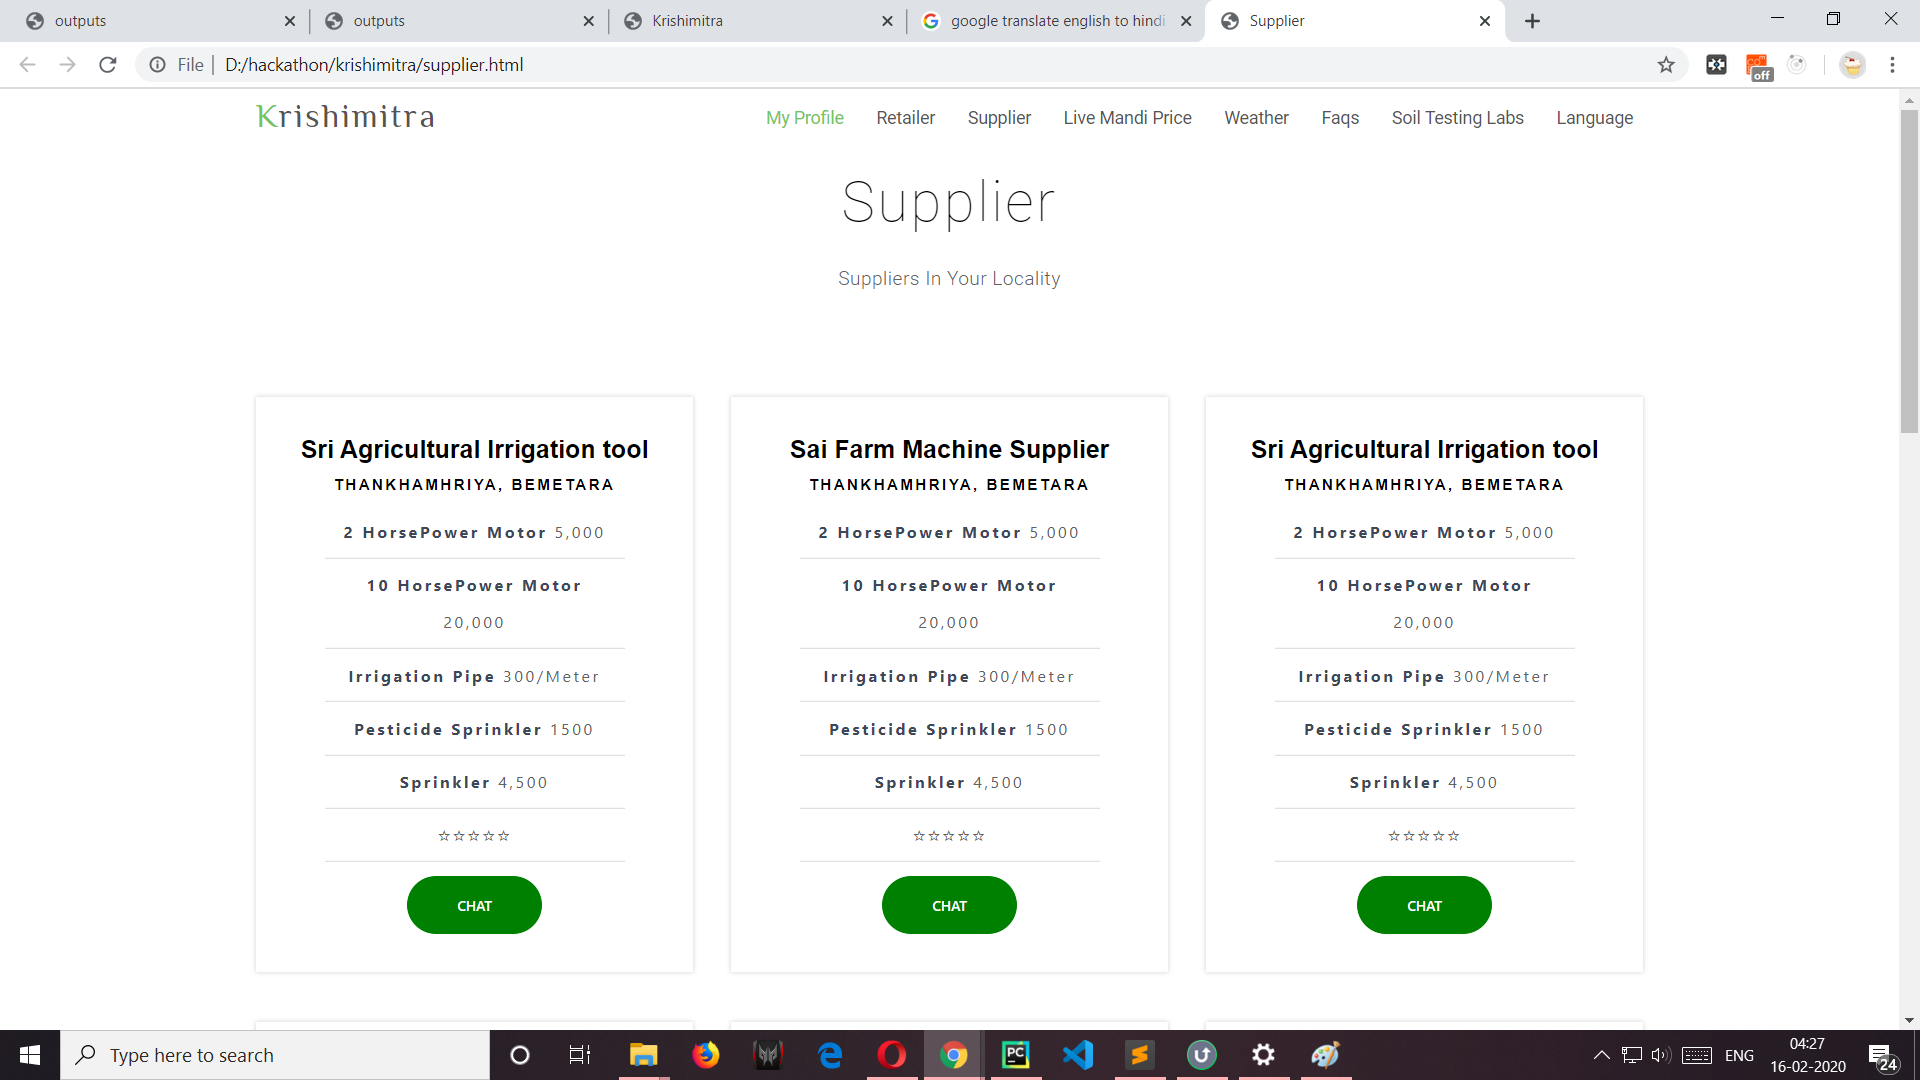 outputs
outputs
Krishimitra
google translate english to hindi
Supplier
File
D:/hackathon/krishimitra/supplier.html
off
Krishimitra
My Profile Retailer Supplier Live Mandi Price Weather Faqs Soil Testing Labs Language
Supplier
Suppliers In Your Locality
Sri Agricultural Irrigation tool
THANKHAMHRIYA, BEMETARA
2 HorsePower Motor 5,000
10 HorsePower Motor
20,000
Irrigation Pipe 300/Meter
Pesticide Sprinkler 1500
Sprinkler 4,500
☆☆☆☆☆
CHAT
Sai Farm Machine Supplier
THANKHAMHRIYA, BEMETARA
2 HorsePower Motor 5,000
10 HorsePower Motor
20,000
Irrigation Pipe 300/Meter
Pesticide Sprinkler 1500
Sprinkler 4,500
☆☆☆☆☆
CHAT
Sri Agricultural Irrigation tool
THANKHAMHRIYA, BEMETARA
2 HorsePower Motor 5,000
10 HorsePower Motor
20,000
Irrigation Pipe 300/Meter
Pesticide Sprinkler 1500
Sprinkler 4,500
☆☆☆☆☆
CHAT
Type here to search
PC
ENG
04:27
16-02-2020
24